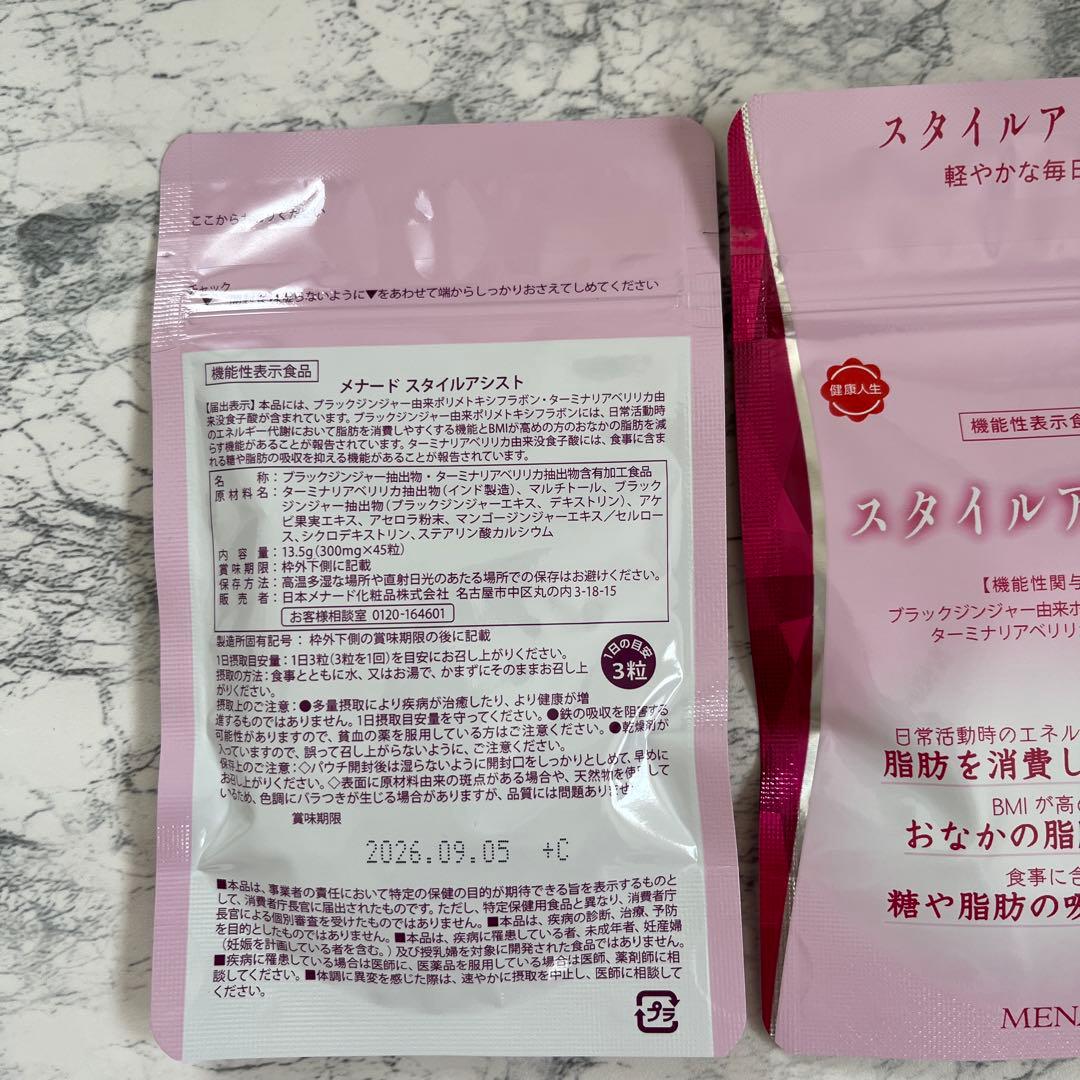 ここから
ください
チャック
らないように▼をあわせて端からしっかりおさえてしめてください
機能性表示食品
メナード スタイルアシスト
【届出表示】本品には、ブラックジンジャー由来ポリメトキシフラボン・ターミナリアベリリカ由
来没食子酸が含まれています。ブラックジンジャー由来ポリメトキシフラボンには、日常活動時
のエネルギー代謝において脂肪を消費しやすくする機能とBMIが高めの方のおなかの脂肪を減
らす機能があることが報告されています。ターミナリアベリリカ由来没食子酸には、食事に含ま
れる糖や脂肪の吸収を抑える機能があることが報告されています。
名称：ブラックジンジャー抽出物・ターミナリアベリリカ抽出物含有加工食品
原材料名：ターミナリアベリリカ抽出物（インド製造）、マルチトール、ブラック
ジンジャー抽出物（ブラックジンジャーエキス、デキストリン）、アケ
ビ果実エキス、アセロラ粉末、マンゴージンジャーエキス／セルロー
ス、シクロデキストリン、ステアリン酸カルシウム
内容量：13.5g（300mg×45粒）
賞味期限：枠外下側に記載
保存方法：高温多湿な場所や直射日光のあたる場所での保存はお避けください。
販売者：日本メナード化粧品株式会社 名古屋市中区丸の内3-18-15
お客様相談室 0120-164601
製造所固有記号：枠外下側の賞味期限の後に記載
1日摂取目安量：1日3粒（3粒を1回）を目安にお召し上がりください。
摂取の方法：食事とともに水、又はお湯で、かまずにそのままお召し上
がりください。
摂取上のご注意：●多量摂取により疾病が治癒したり、より健康が増
進するものではありません。1日摂取目安量を守ってください。●鉄の吸収を阻害する
可能性がありますので、貧血の薬を服用している方はご注意ください。●乾燥剤が
入っていますので、誤って召し上がらないように、ご注意ください。
保存上のご注意：◇パウチ開封後は湿らないように開封口をしっかりとしめて、早めに
お召し上がりください。◇表面に原材料由来の斑点がある場合や、天然物を使用して
いるため、色調にバラつきが生じる場合がありますが、品質には問題ありません
1日の目安
3粒
賞味期限
2026.09.05 +C
■本品は、事業者の責任において特定の保健の目的が期待できる旨を表示するものと
して、消費者庁長官に届出されたものです。ただし、特定保健用食品と異なり、消費者庁
長官による個別審査を受けたものではありません。■本品は、疾病の診断、治療、予防
を目的としたものではありません。■本品は、疾病に罹患している者、未成年者、妊産婦
（妊娠を計画している者を含む。）及び授乳婦を対象に開発された食品ではありません。
■疾病に罹患している場合は医師に、医薬品を服用している場合は医師、薬剤師に相
談してください。■体調に異変を感じた際は、速やかに摂取を中止し、医師に相談して
ください。
プラ
スタイルア
軽やかな毎日
健康人生
機能性表示食
スタイルア
【機能性関与
ブラックジンジャー由来ポ
ターミナリアベリリ
日常活動時のエネル
脂肪を消費し
BMIが高
おなかの脂
食事に含
糖や脂肪の吸
MENA